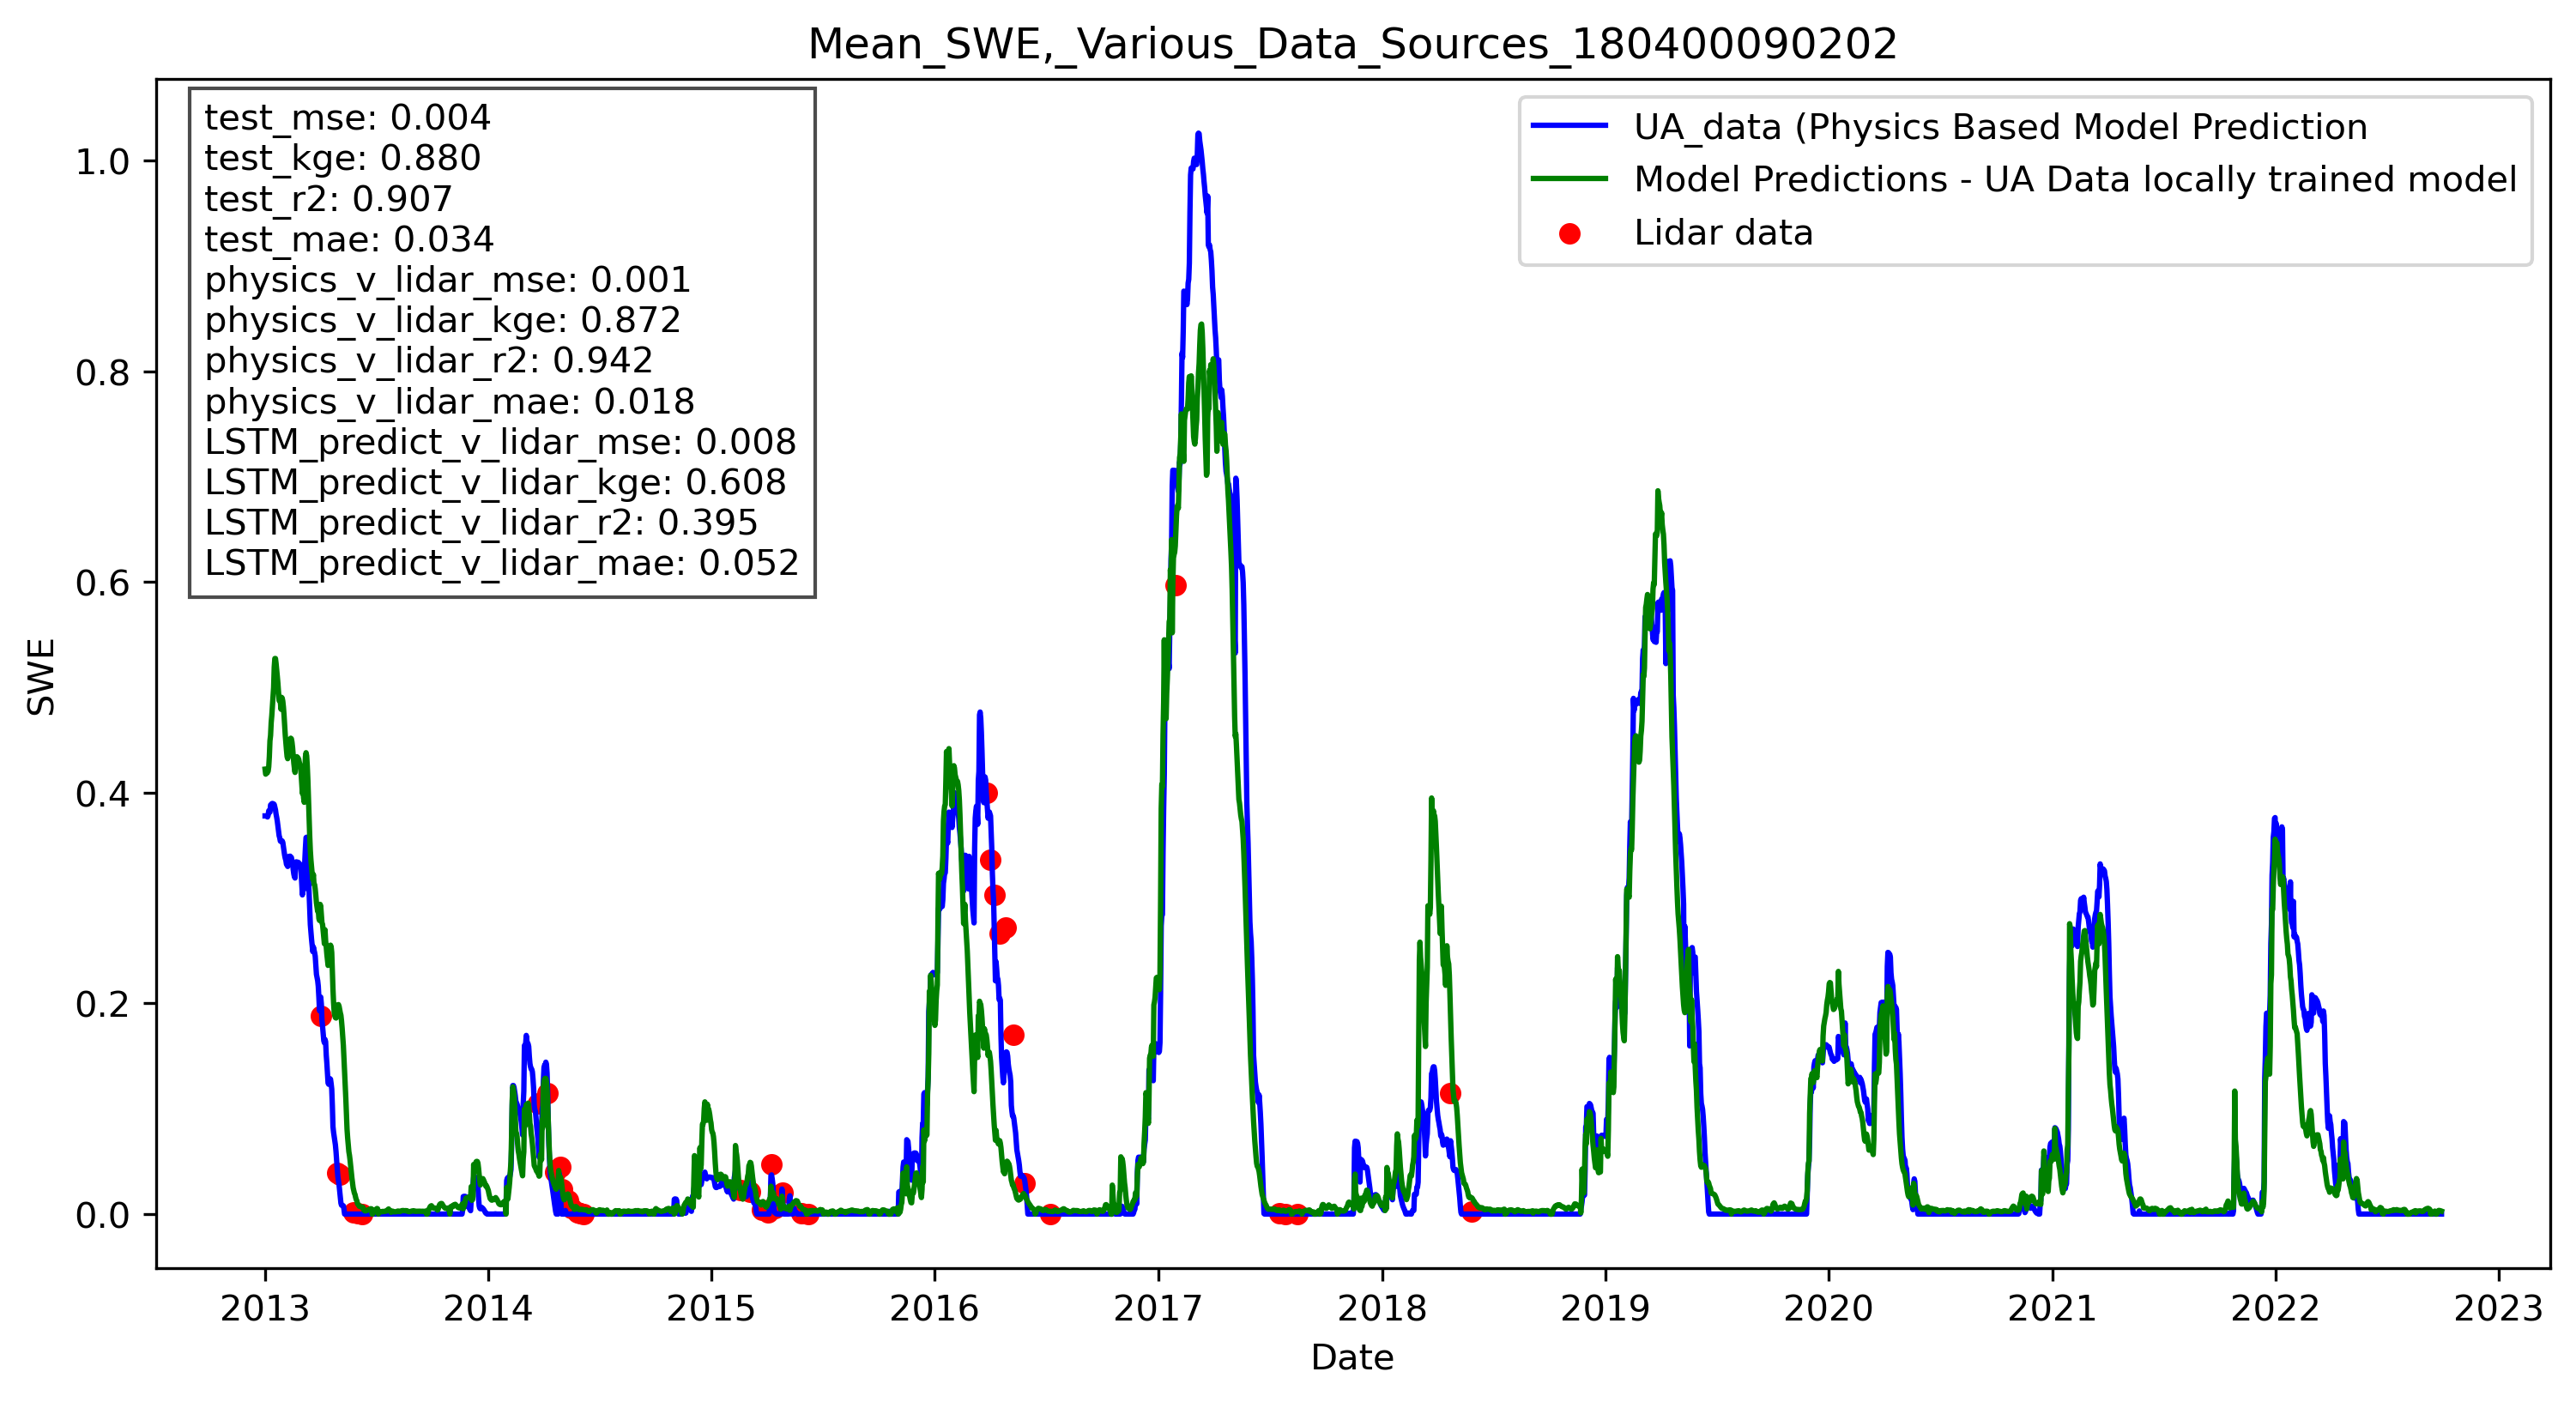 Mean_SWE,_Various_Data_Sources_180400090202
test_mse: 0.004
test_kge: 0.880
test_r2: 0.907
test_mae: 0.034
physics_v_lidar_mse: 0.001
physics_v_lidar_kge: 0.872
physics_v_lidar_r2: 0.942
physics_v_lidar_mae: 0.018
LSTM_predict_v_lidar_mse: 0.008
LSTM_predict_v_lidar_kge: 0.608
LSTM_predict_v_lidar_r2: 0.395
LSTM_predict_v_lidar_mae: 0.052
UA_data (Physics Based Model Prediction
Model Predictions - UA Data locally trained model
Lidar data
SWE
1.0
0.8
0.6
0.4
0.2
0.0
2013 2014 2015 2016 2017 2018 2019 2020 2021 2022 2023
Date